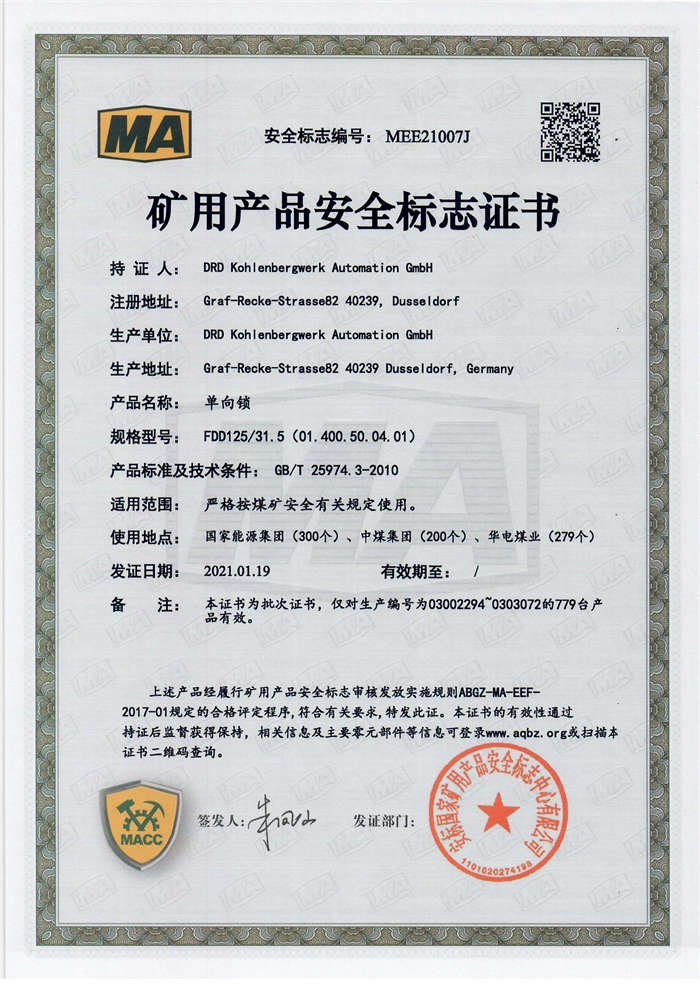 MA
安全标志编号： MEE21007J
矿用产品安全标志证书
持 证 人： DRD Kohlenbergwerk Automation GmbH
注册地址： Graf-Recke-Strasse82 40239, Dusseldorf
生产单位： DRD Kohlenbergwerk Automation GmbH
生产地址： Graf-Recke-Strasse82 40239 Dusseldorf, Germany
产品名称： 单向锁
规格型号： FDD125/31.5（01.400.50.04.01）
产品标准及技术条件： GB/T 25974.3-2010
适用范围： 严格按煤矿安全有关规定使用。
使用地点： 国家能源集团（300个）、中煤集团（200个）、华电煤业（279个）
发证日期： 2021.01.19 有效期至： /
备 注： 本证书为批次证书，仅对生产编号为03002294~0303072的779台产
品有效。
上述产品经履行矿用产品安全标志审核发放实施规则ABGZ-MA-EEF-
2017-01规定的合格评定程序,符合有关要求,特发此证。本证书的有效性通过
持证后监督获得保持，相关信息及主要零元部件等信息可登录www.aqbz.org或扫描本
证书二维码查询。
MACC
签发人:
发证部门:
安标国家矿用产品安全标志中心有限公司
1101020274198